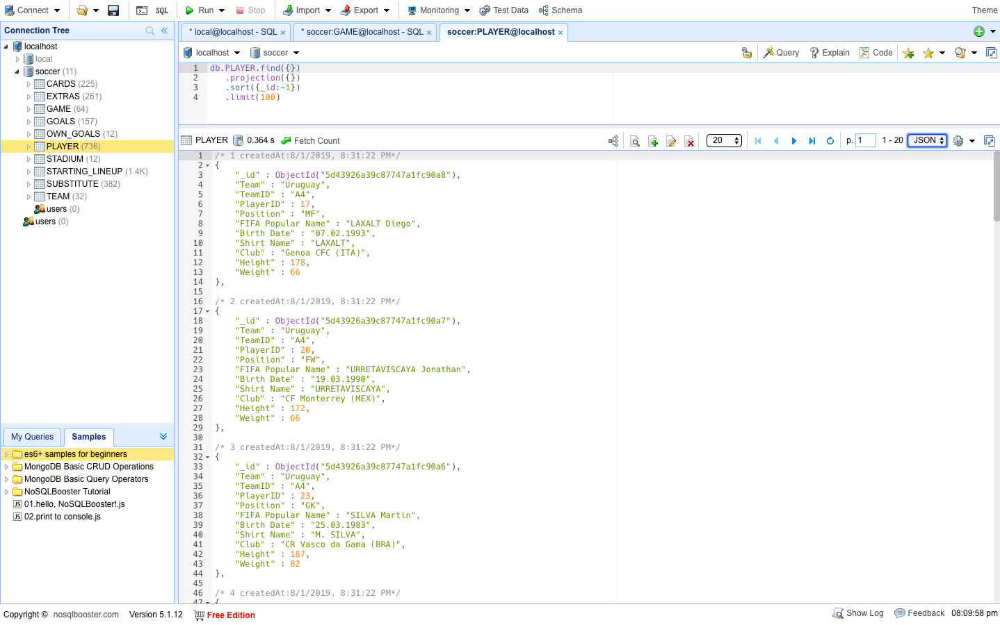 Connect SQL Run Stop Import Export Monitoring Test Data Schema Theme
Connection Tree
localhost
local
soccer (11)
CARDS (225)
EXTRAS (261)
GAME (64)
GOALS (157)
OWN_GOALS (12)
PLAYER (736)
STADIUM (12)
STARTING_LINEUP (1.4K)
SUBSTITUTE (382)
TEAM (32)
users (0)
users (0)
My Queries Samples
es6+ samples for beginners
MongoDB Basic CRUD Operations
MongoDB Basic Query Operators
NoSQLBooster Tutorial
JS 01.hello, NoSQLBooster!.js
JS 02.print to console.js
* local@localhost - SQL × * soccer:GAME@localhost - SQL × soccer:PLAYER@localhost ×
localhost soccer Query Explain Code
1 db.PLAYER.find({})
2 .projection({})
3 .sort({_id:-1})
4 .limit(100)
PLAYER 0.364 s Fetch Count 20 p. 1 1 - 20 JSON
1 /* 1 createdAt:8/1/2019, 8:31:22 PM*/
2 {
3 "_id" : ObjectId("5d43926a39c87747a1fc90a8"),
4 "Team" : "Uruguay",
5 "TeamID" : "A4",
6 "PlayerID" : 17,
7 "Position" : "MF",
8 "FIFA Popular Name" : "LAXALT Diego",
9 "Birth Date" : "07.02.1993",
10 "Shirt Name" : "LAXALT",
11 "Club" : "Genoa CFC (ITA)",
12 "Height" : 178,
13 "Weight" : 66
14 },
15
16 /* 2 createdAt:8/1/2019, 8:31:22 PM*/
17 {
18 "_id" : ObjectId("5d43926a39c87747a1fc90a7"),
19 "Team" : "Uruguay",
20 "TeamID" : "A4",
21 "PlayerID" : 20,
22 "Position" : "FW",
23 "FIFA Popular Name" : "URRETAVISCAYA Jonathan",
24 "Birth Date" : "19.03.1990",
25 "Shirt Name" : "URRETAVISCAYA",
26 "Club" : "CF Monterrey (MEX)",
27 "Height" : 172,
28 "Weight" : 66
29 },
30
31 /* 3 createdAt:8/1/2019, 8:31:22 PM*/
32 {
33 "_id" : ObjectId("5d43926a39c87747a1fc90a6"),
34 "Team" : "Uruguay",
35 "TeamID" : "A4",
36 "PlayerID" : 23,
37 "Position" : "GK",
38 "FIFA Popular Name" : "SILVA Martin",
39 "Birth Date" : "25.03.1983",
40 "Shirt Name" : "M. SILVA",
41 "Club" : "CR Vasco da Gama (BRA)",
42 "Height" : 187,
43 "Weight" : 82
44 },
45
46 /* 4 createdAt:8/1/2019, 8:31:22 PM*/
47 {
Copyright © nosqlbooster.com Version 5.1.12 Free Edition Show Log Feedback 08:09:58 pm